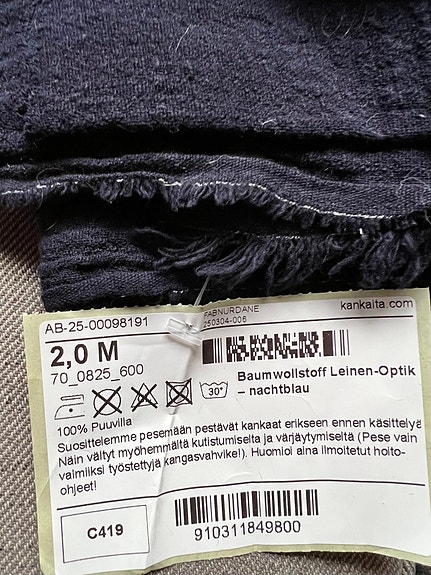 AB-25-00098191
FABNURDANE
250304-006
kankaita.com
2,0 M
70_0825_600
30°
Baumwollstoff Leinen-Optik
– nachtblau
100% Puuvilla
Suosittelemme pesemään pestävät kankaat erikseen ennen käsittelyä
Näin vältyt myöhemmältä kutistumiselta ja värjäytymiseltä (Pese vain
valmiiksi työstettyjä kangasvahvike!). Huomioi aina ilmoitetut hoito-
ohjeet!
C419
910311849800